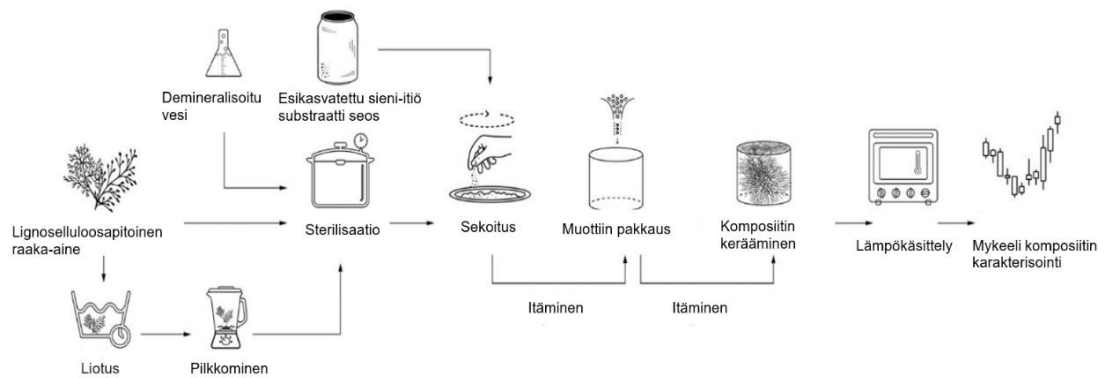 Demineralisoitu
vesi
Esikasvatettu sieni-itiö
substraatti seos
Lignoselluloosapitoinen
raaka-aine
Sterilisaatio
Sekoitus
Muottiin pakkaus
Komposiitin
kerääminen
Lämpökäsittely
Mykeeli komposiitin
karakterisointi
Itäminen
Itäminen
Liotus
Pilkkominen